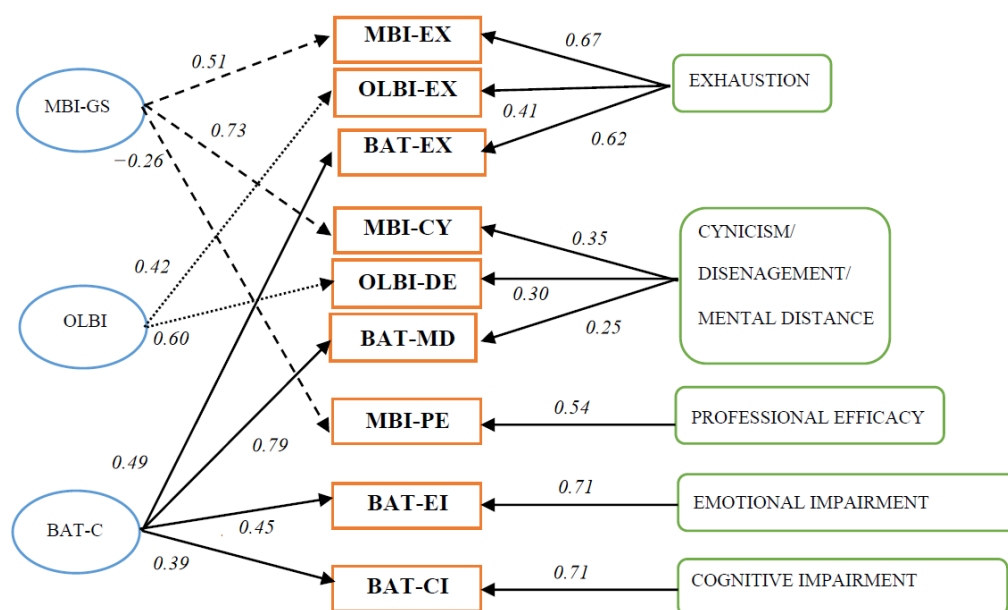 MBI-EX
0.51
0.67
MBI-GS
OLBI-EX
EXHAUSTION
0.41
0.73
BAT-EX
0.62
−0.26
MBI-CY
CYNICISM/
0.35
0.42
OLBI-DE
DISENAGEMENT/
0.30
OLBI
0.60
BAT-MD
0.25
MENTAL DISTANCE
MBI-PE
0.54
PROFESSIONAL EFFICACY
0.79
0.49
BAT-EI
0.71
EMOTIONAL IMPAIRMENT
BAT-C
0.45
0.39
BAT-CI
0.71
COGNITIVE IMPAIRMENT